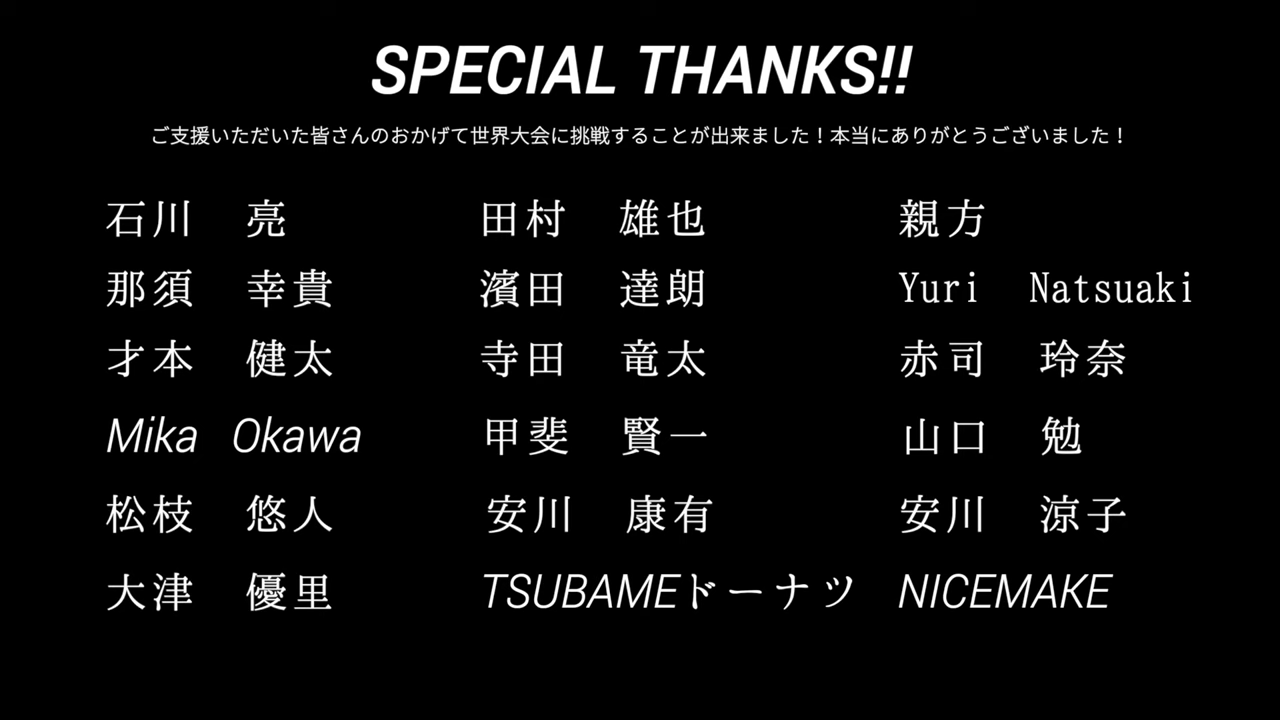 SPECIAL THANKS!!
ご支援いただいた皆さんのおかげて世界大会に挑戦することが出来ました！本当にありがとうございました！
石川　亮　田村　雄也　親方
那須　幸貴　濱田　達朗　Yuri　Natsuaki
才本　健太　寺田　竜太　赤司　玲奈
Mika Okawa　甲斐　賢一　山口　勉
松枝　悠人　安川　康有　安川　涼子
大津　優里　TSUBAMEドーナツ　NICEMAKE